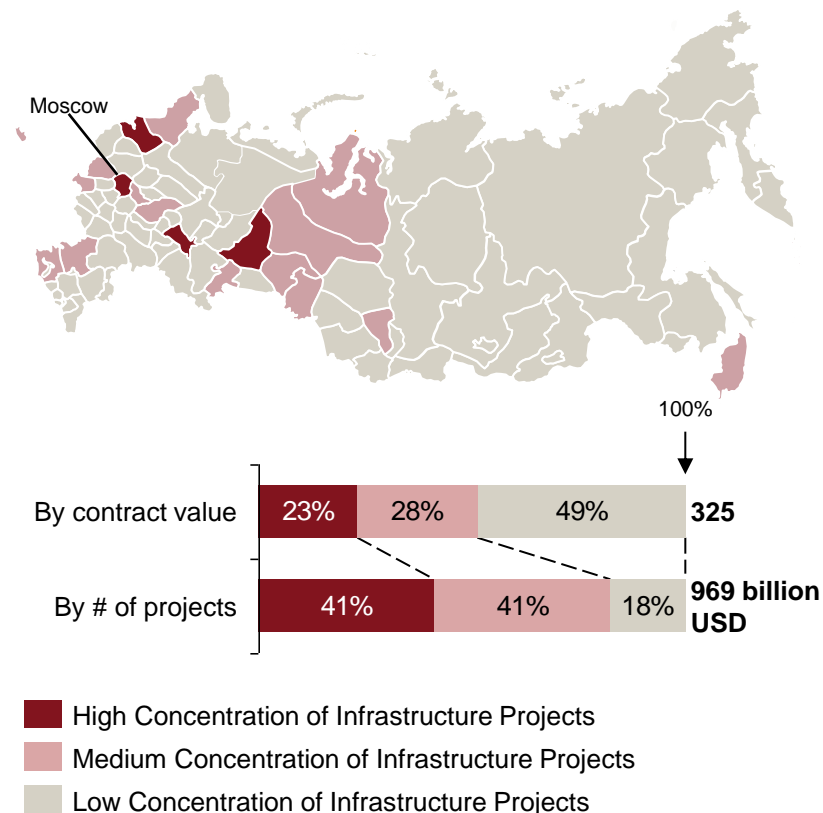 Moscow
100%
By contract value
23%
28%
49%
325
By # of projects
41%
41%
18%
969 billion
USD
High Concentration of Infrastructure Projects
Medium Concentration of Infrastructure Projects
Low Concentration of Infrastructure Projects